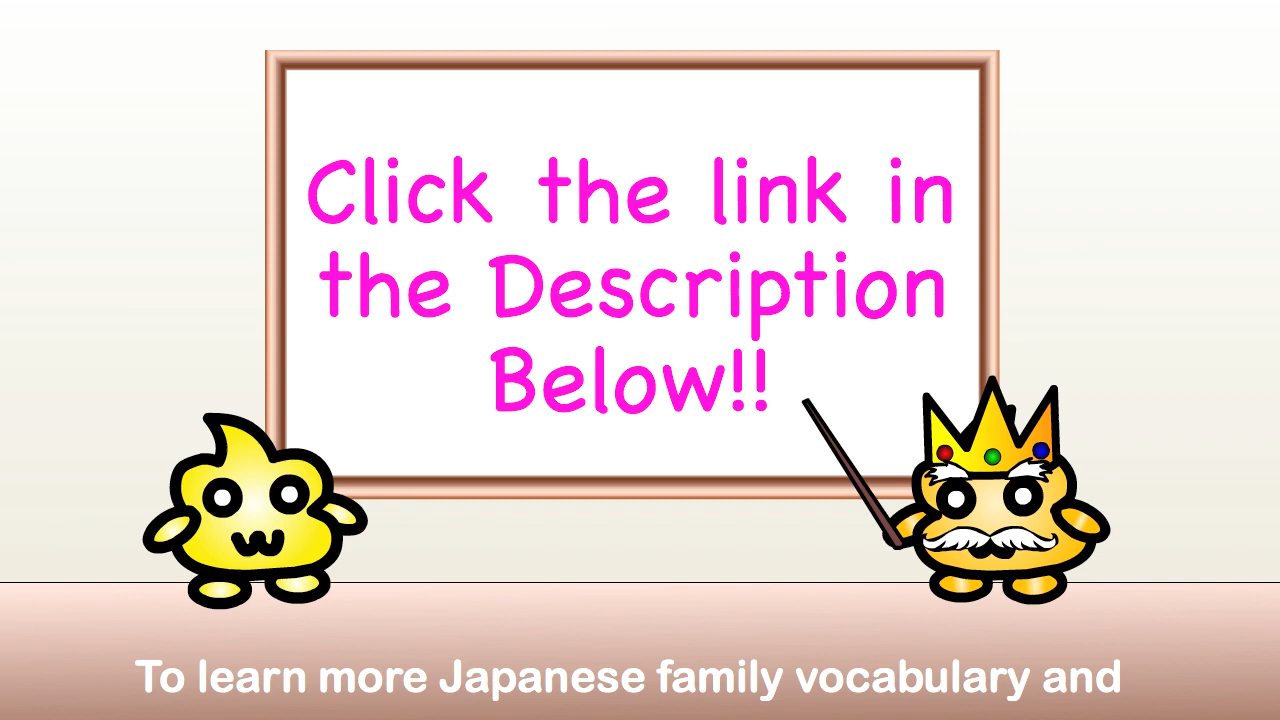 Click the link in
the Description
Below!!
To learn more Japanese family vocabulary and